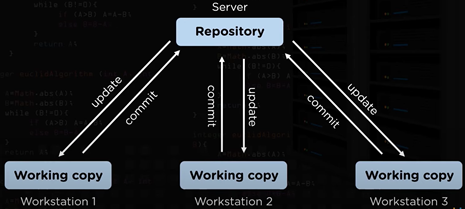 Server
Repository
update
commit
commit
update
commit
update
Working copy
Working copy
Working copy
Workstation 1
Workstation 2
Workstation 3